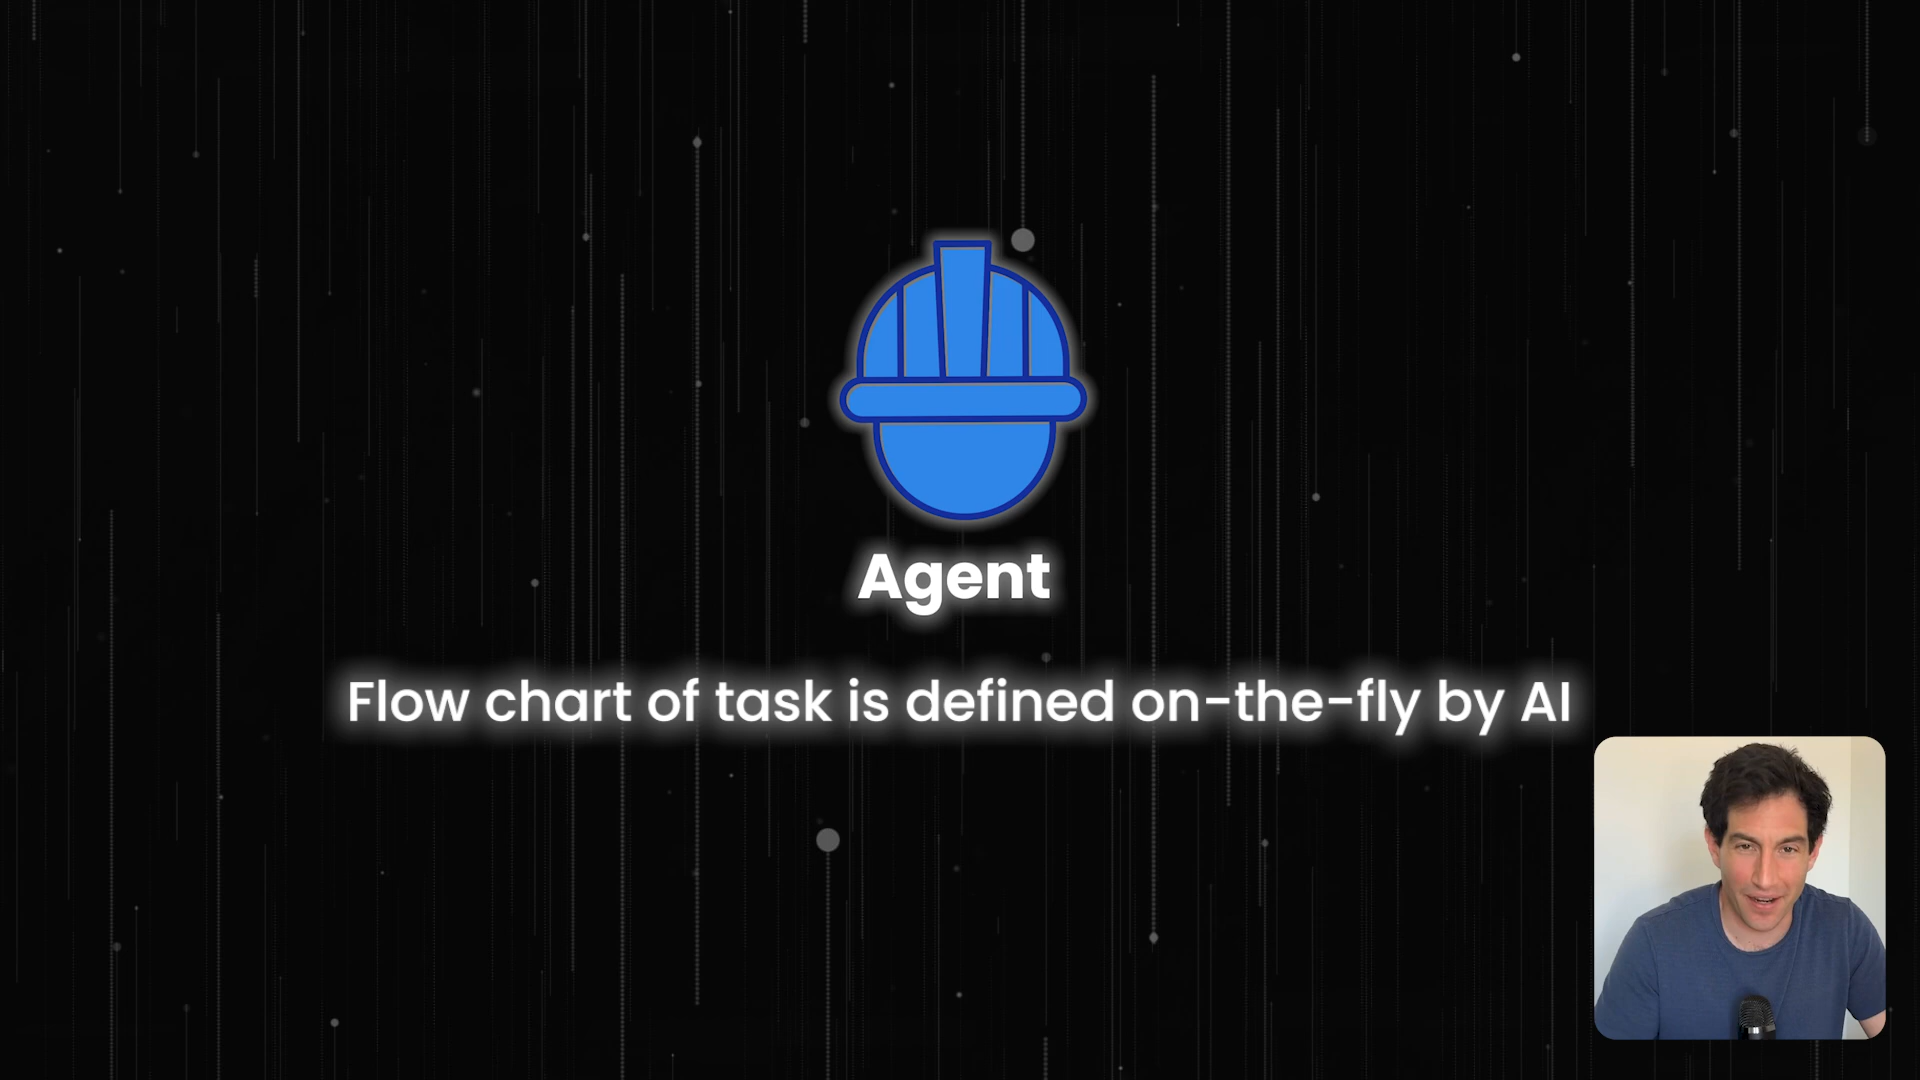 Agent
Flow chart of task is defined on-the-fly by AI